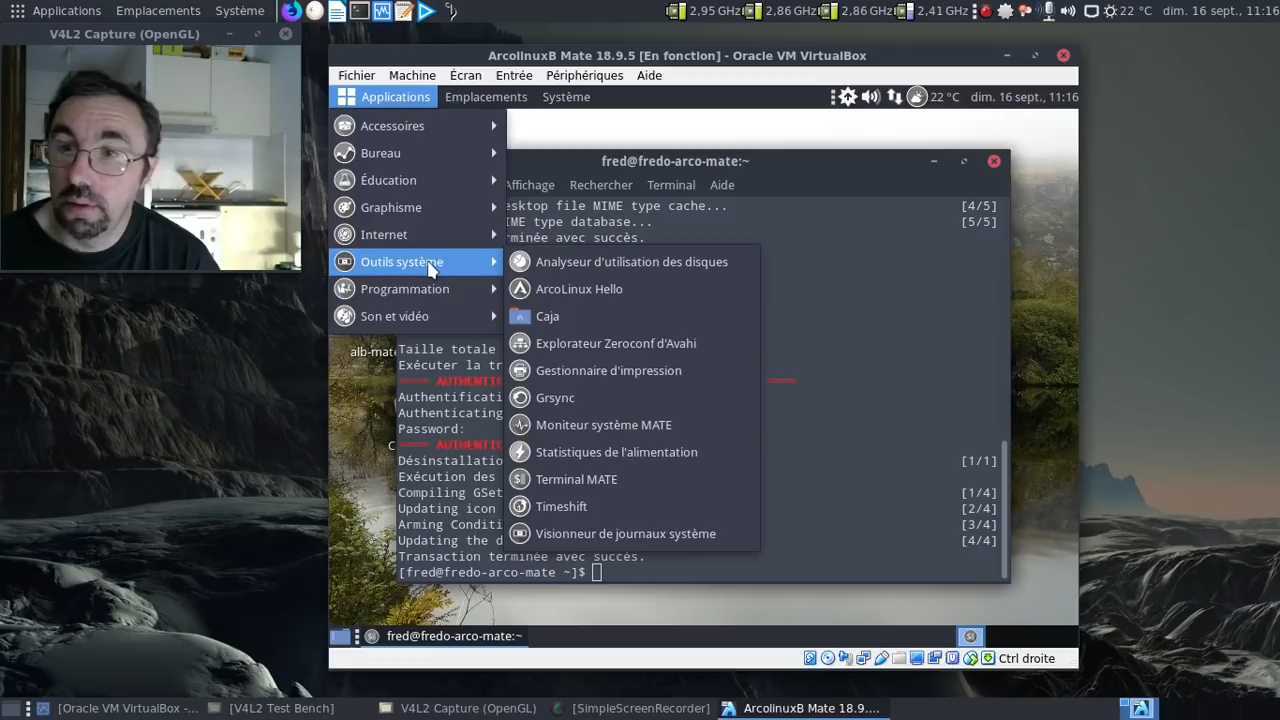 Applications Emplacements Système 2,95 GHz 2,86 GHz 2,86 GHz 2,41 GHz 22 °C dim. 16 sept., 11:16
V4L2 Capture (OpenGL)
ArcolinuxB Mate 18.9.5 [En fonction] - Oracle VM VirtualBox
Fichier Machine Écran Entrée Périphériques Aide
Applications Emplacements Système 22 °C dim. 16 sept., 11:16
Accessoires
Bureau
Éducation
Graphisme
Internet
Outils système
Programmation
Son et vidéo
fred@fredo-arco-mate:~
Affichage Rechercher Terminal Aide
esktop file MIME type cache... [4/5]
IME type database... [5/5]
rminée avec succès.
Analyseur d'utilisation des disques
ArcoLinux Hello
Caja
Explorateur Zeroconf d'Avahi
Gestionnaire d'impression
Grsync
Moniteur système MATE
Statistiques de l'alimentation
Terminal MATE
Timeshift
Visionneur de journaux système
alb-mate
Taille totale
Exécuter la tr
==== AUTHENTIC ====
Authentificati
Authenticating
Password:
C
==== AUTHENTIC
Désinstallatio [1/1]
Exécution des
Compiling GSet [1/4]
Updating icon [2/4]
Arming Conditi [3/4]
Updating the d [4/4]
Transaction terminée avec succès.
[fred@fredo-arco-mate ~]$
fred@fredo-arco-mate:~
Ctrl droite
[Oracle VM VirtualBox -... [V4L2 Test Bench] V4L2 Capture (OpenGL) [SimpleScreenRecorder] ArcolinuxB Mate 18.9....